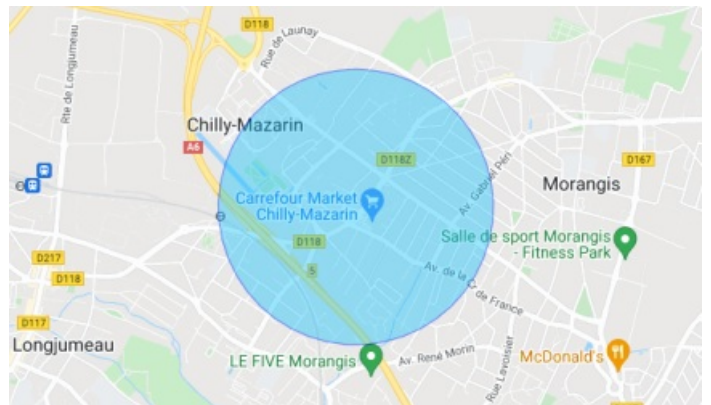 D118
Rue de Launay
Rte de Longjumeau
Chilly-Mazarin
A6
D118Z
D167
Av. Gabriel Péri
Morangis
Carrefour Market
Chilly-Mazarin
Salle de sport Morangis
- Fitness Park
D118
D217
D118
5
Av. de la Cr de France
D117
Longjumeau
LE FIVE Morangis
Av. René Morin
Rue Lavoisier
McDonald's